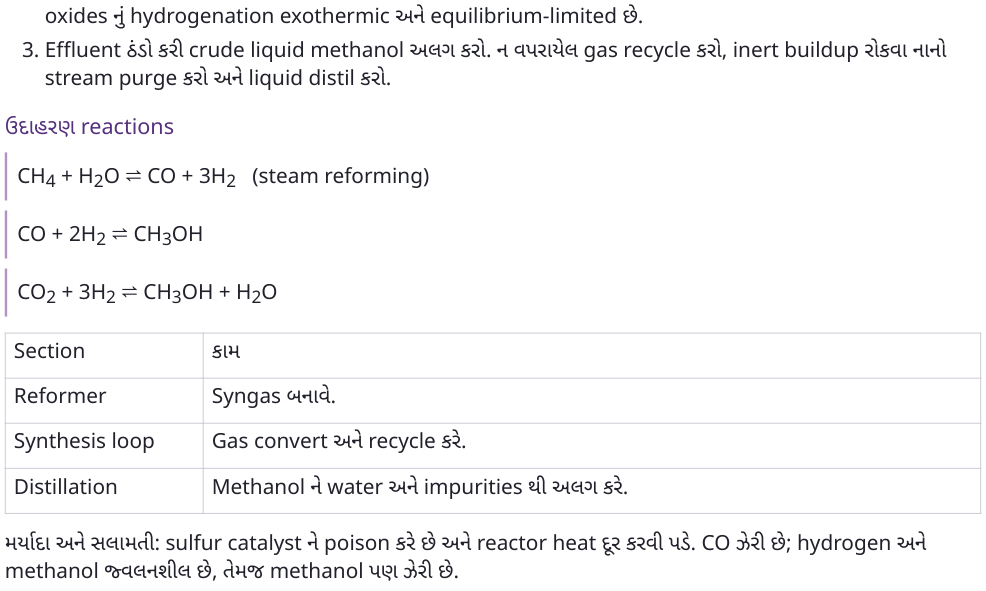 oxides નું hydrogenation exothermic અને equilibrium-limited છે.
3. Effluent ઠંડો કરી crude liquid methanol અલગ કરો. ન વપરાયેલ gas recycle કરો, inert buildup રોકવા નાનો
stream purge કરો અને liquid distil કરો.
ઉદાહરણ reactions
CH₄ + H₂O ⇌ CO + 3H₂ (steam reforming)
CO + 2H₂ ⇌ CH₃OH
CO₂ + 3H₂ ⇌ CH₃OH + H₂O
Section કામ
Reformer Syngas બનાવે.
Synthesis loop Gas convert અને recycle કરે.
Distillation Methanol ને water અને impurities થી અલગ કરે.
મર્યાદા અને સલામતી: sulfur catalyst ને poison કરે છે અને reactor heat દૂર કરવી પડે. CO ઝેરી છે; hydrogen અને
methanol જ્વલનશીલ છે, તેમજ methanol પણ ઝેરી છે.